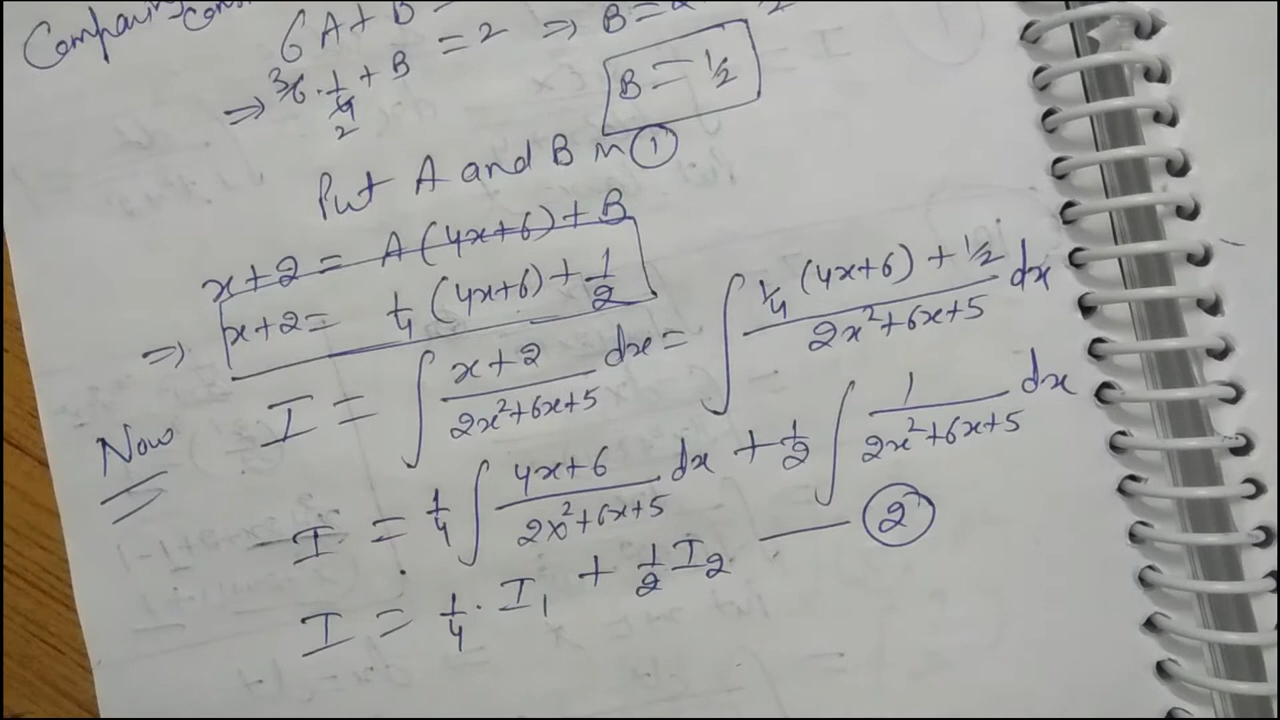 Comparing
6A + B =
⇒ 3̶6̶ · 1/4 + B = 2 ⇒ B =
2
B = 1/2
Put A and B in ①
x+2 = A(4x+6) + B
⇒ x+2 = 1/4 (4x+6) + 1/2
Now I = ∫ x+2 / 2x²+6x+5 dx = ∫ 1/4 (4x+6) + 1/2 / 2x²+6x+5 dx
I = 1/4 ∫ 4x+6 / 2x²+6x+5 dx + 1/2 ∫ 1 / 2x²+6x+5 dx
I = 1/4 · I₁ + 1/2 I₂ — ②